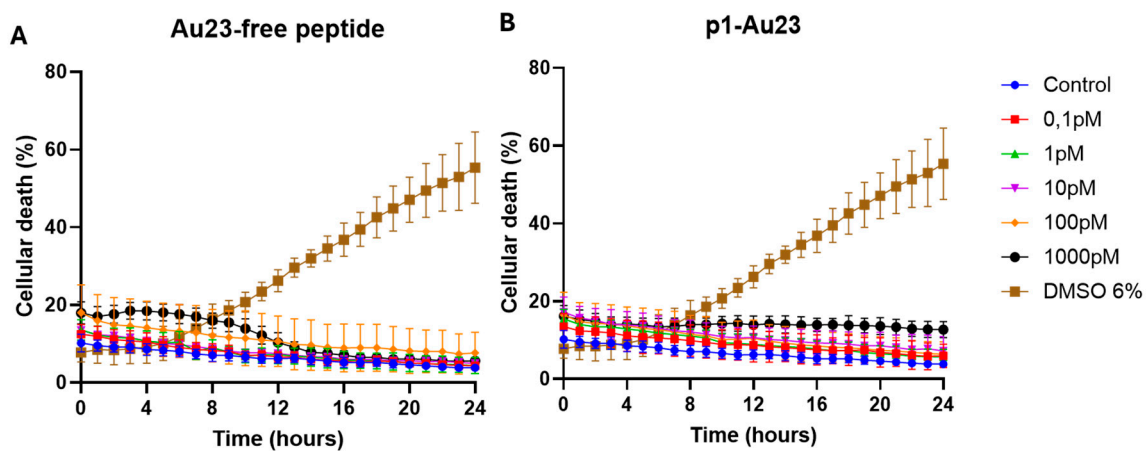 A
Au23-free peptide
Cellular death (%)
80
60
40
20
0
0 4 8 12 16 20 24
Time (hours)
B
p1-Au23
Cellular death (%)
80
60
40
20
0
0 4 8 12 16 20 24
Time (hours)
Control
0,1pM
1pM
10pM
100pM
1000pM
DMSO 6%